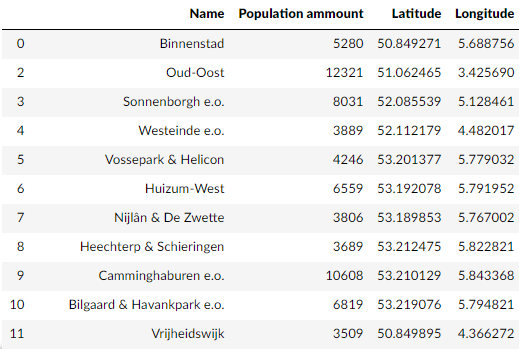 Name Population ammount Latitude Longitude
0 Binnenstad 5280 50.849271 5.688756
2 Oud-Oost 12321 51.062465 3.425690
3 Sonnenborgh e.o. 8031 52.085539 5.128461
4 Westeinde e.o. 3889 52.112179 4.482017
5 Vossepark & Helicon 4246 53.201377 5.779032
6 Huizum-West 6559 53.192078 5.791952
7 Nijlân & De Zwette 3806 53.189853 5.767002
8 Heechterp & Schieringen 3689 53.212475 5.822821
9 Camminghaburen e.o. 10608 53.210129 5.843368
10 Bilgaard & Havankpark e.o. 6819 53.219076 5.794821
11 Vrijheidswijk 3509 50.849895 4.366272